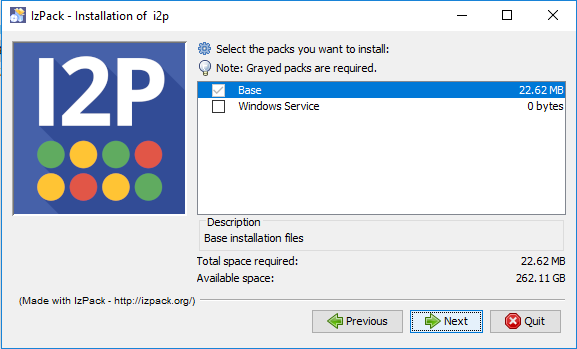 IzPack - Installation of i2p
I2P
Select the packs you want to install:
Note: Grayed packs are required.
Base 22.62 MB
Windows Service 0 bytes
Description
Base installation files
Total space required: 22.62 MB
Available space: 262.11 GB
(Made with IzPack - http://izpack.org/)
Previous Next Quit